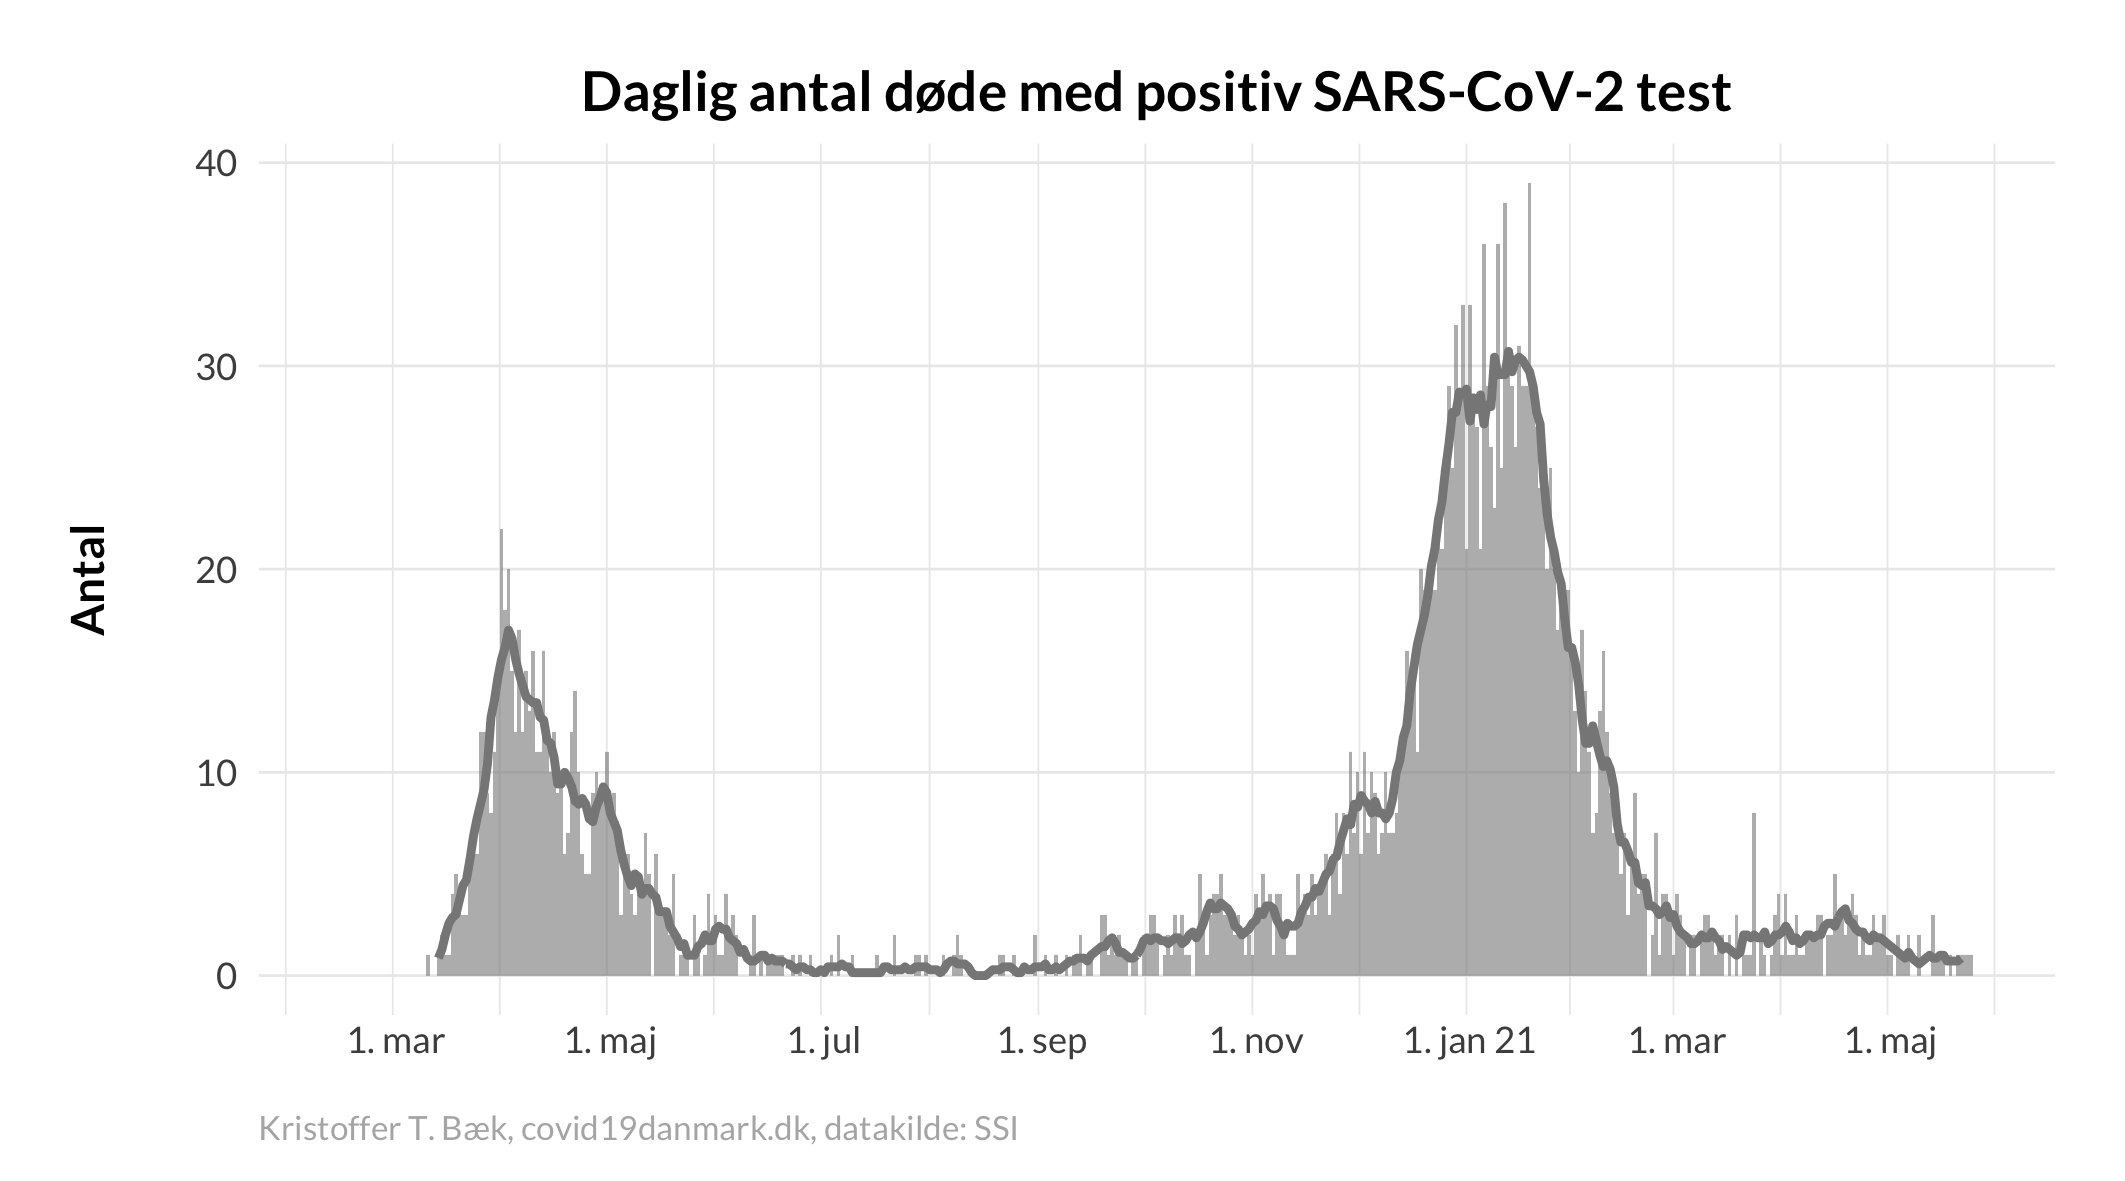 Daglig antal døde med positiv SARS-CoV-2 test
Antal
40
30
20
10
0
1. mar
1. maj
1. jul
1. sep
1. nov
1. jan 21
1. mar
1. maj
Kristoffer T. Bæk, covid19danmark.dk, datakilde: SSI